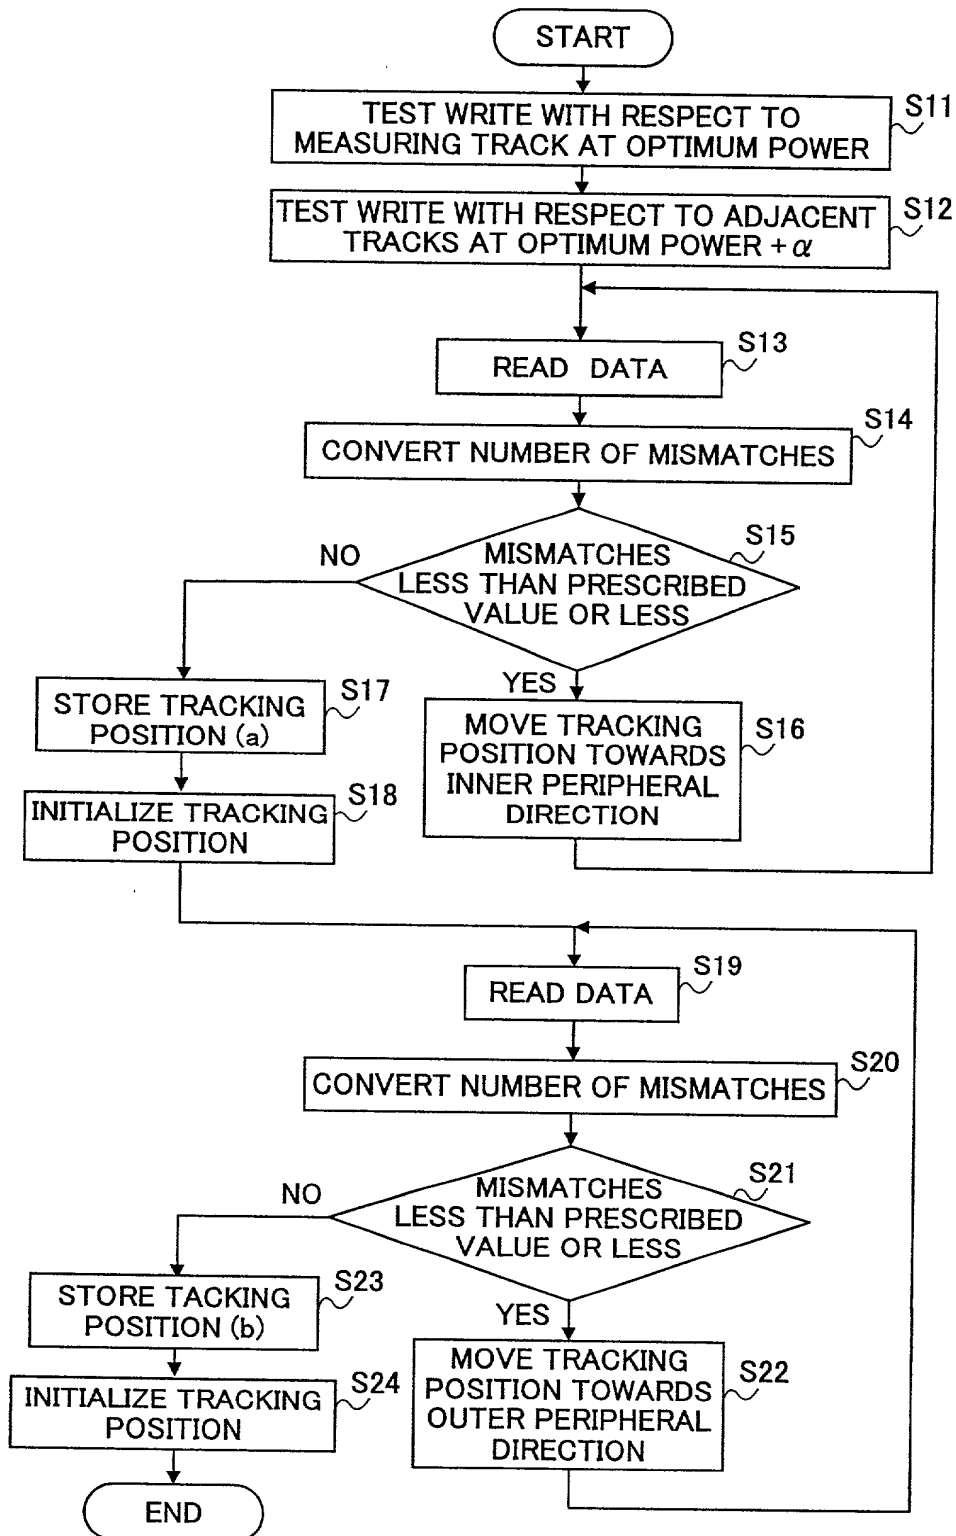 START
TEST WRITE WITH RESPECT TO
MEASURING TRACK AT OPTIMUM POWER
S11
TEST WRITE WITH RESPECT TO ADJACENT
TRACKS AT OPTIMUM POWER +α
S12
READ DATA
S13
CONVERT NUMBER OF MISMATCHES
S14
MISMATCHES
LESS THAN PRESCRIBED
VALUE OR LESS
S15
NO
YES
STORE TRACKING
POSITION (a)
S17
MOVE TRACKING
POSITION TOWARDS
INNER PERIPHERAL
DIRECTION
S16
INITIALIZE TRACKING
POSITION
S18
READ DATA
S19
CONVERT NUMBER OF MISMATCHES
S20
MISMATCHES
LESS THAN PRESCRIBED
VALUE OR LESS
S21
NO
YES
STORE TACKING
POSITION (b)
S23
MOVE TRACKING
POSITION TOWARDS
OUTER PERIPHERAL
DIRECTION
S22
INITIALIZE TRACKING
POSITION
S24
END